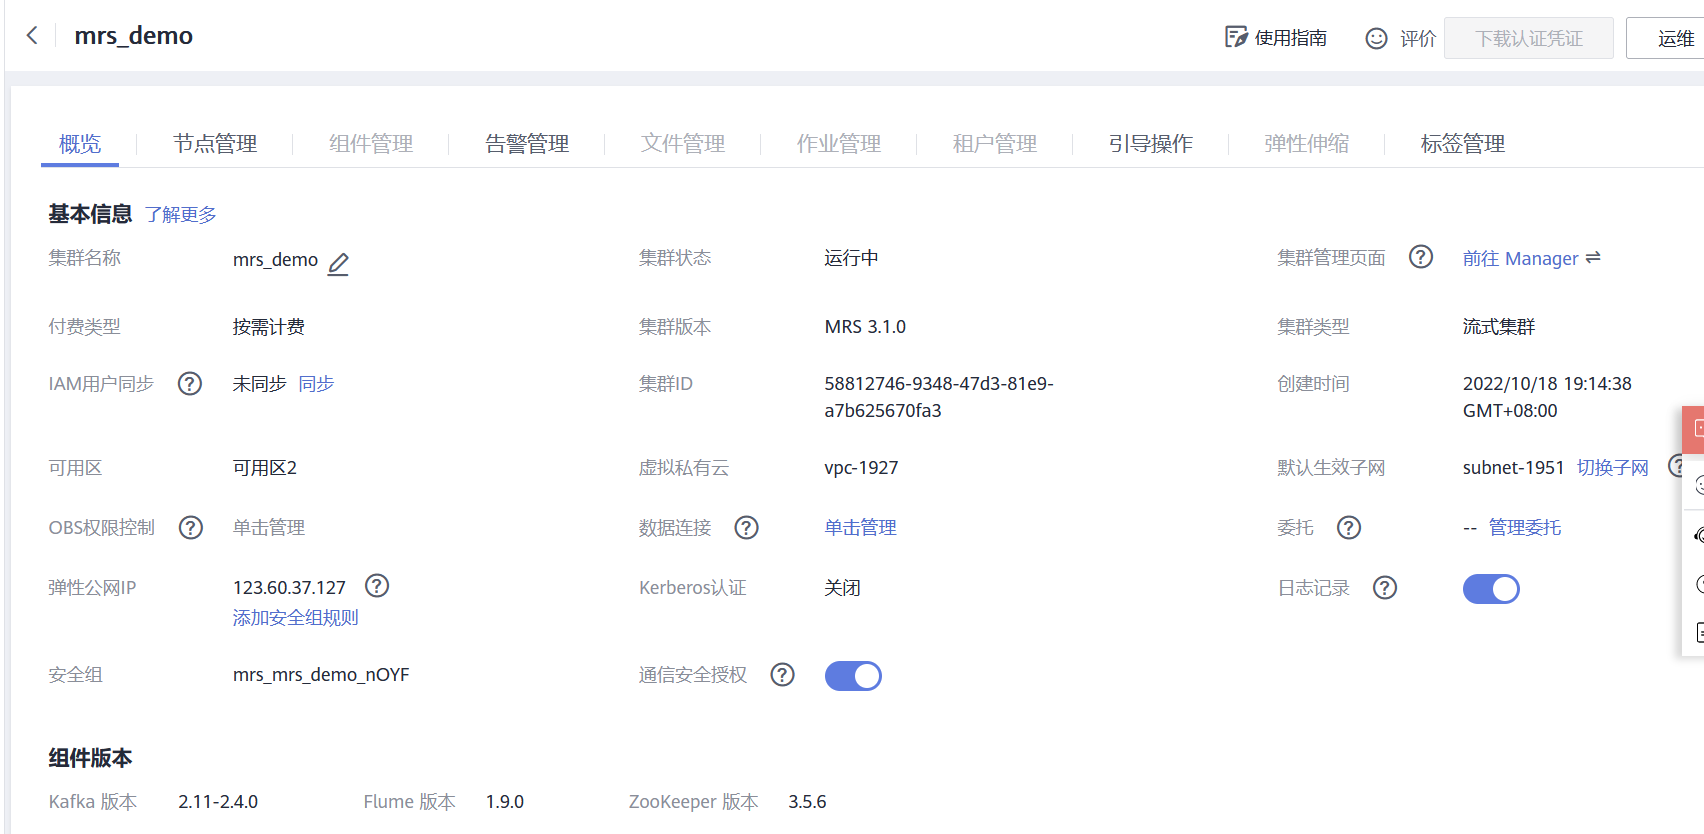 mrs_demo
使用指南 评价 下载认证凭证 运维
概览 节点管理 组件管理 告警管理 文件管理 作业管理 租户管理 引导操作 弹性伸缩 标签管理
基本信息 了解更多
集群名称 mrs_demo 集群状态 运行中 集群管理页面 前往 Manager
付费类型 按需计费 集群版本 MRS 3.1.0 集群类型 流式集群
IAM用户同步 未同步 同步 集群ID 58812746-9348-47d3-81e9- 创建时间 2022/10/18 19:14:38
a7b625670fa3 GMT+08:00
可用区 可用区2 虚拟私有云 vpc-1927 默认生效子网 subnet-1951 切换子网
OBS权限控制 单击管理 数据连接 单击管理 委托 -- 管理委托
弹性公网IP 123.60.37.127 Kerberos认证 关闭 日志记录
添加安全组规则
安全组 mrs_mrs_demo_nOYF 通信安全授权
组件版本
Kafka 版本 2.11-2.4.0 Flume 版本 1.9.0 ZooKeeper 版本 3.5.6